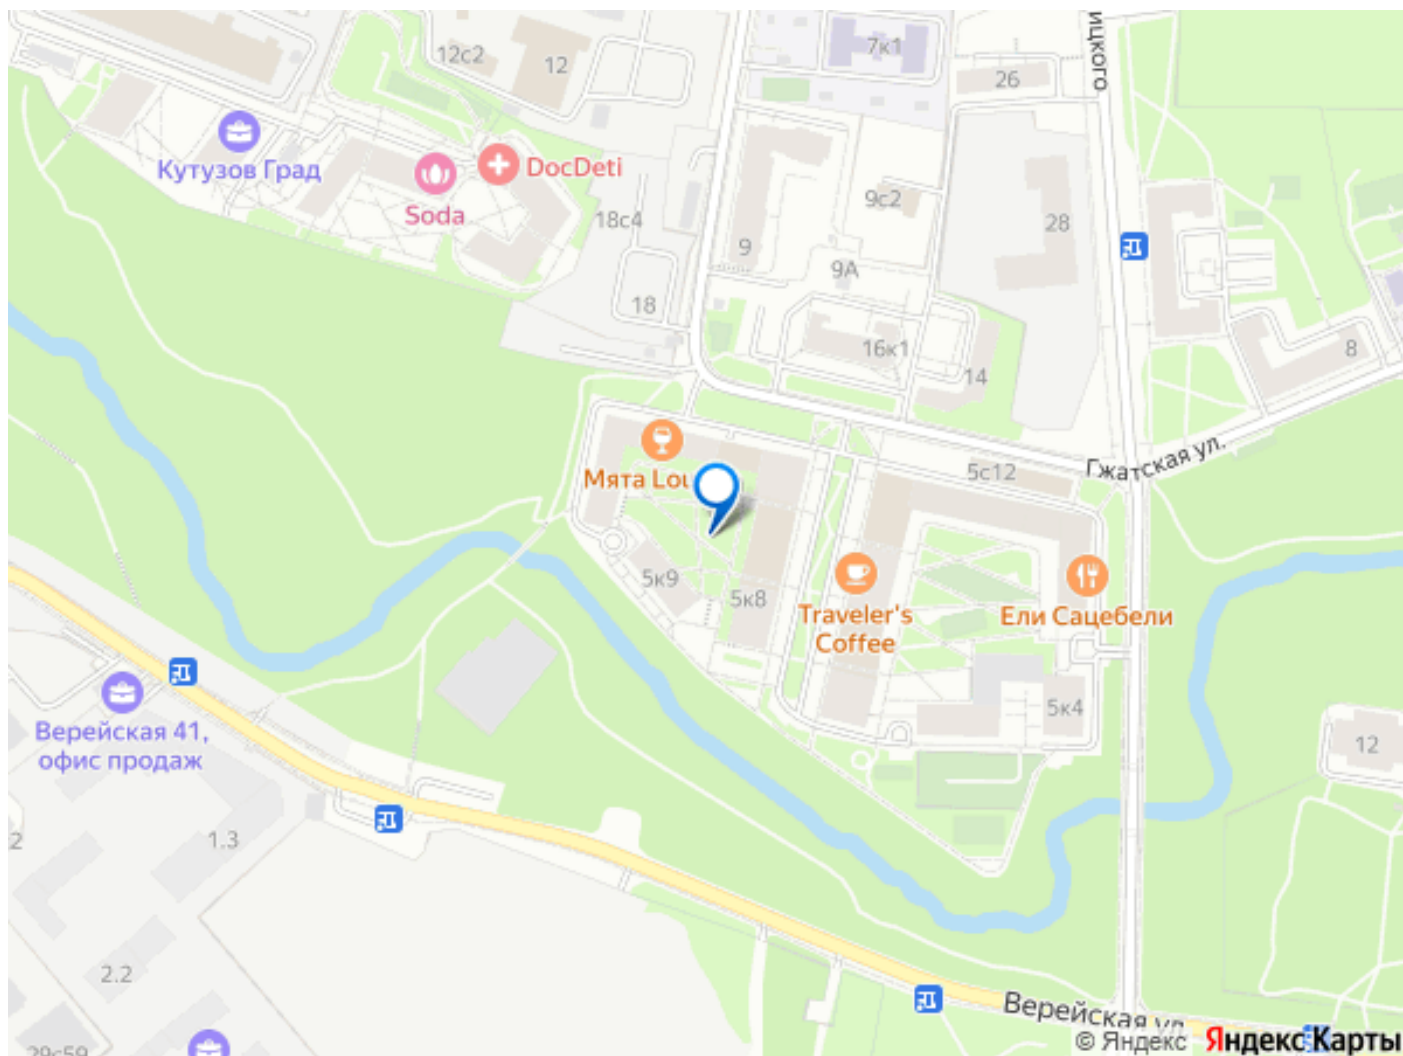 ицкого
7к1
12с2
12
26
Кутузов Град
DocDeti
Soda
9с2
18с4
28
9
9А
18
16к1
8
14
Гжатская ул.
5с12
Мята Lou
5к9
5к8
Traveler's
Coffee
Ели Сацебели
5к4
Верейская 41,
офис продаж
12
1.3
2
2.2
Верейская ул.
29с59
© Яндекс Яндекс Карты